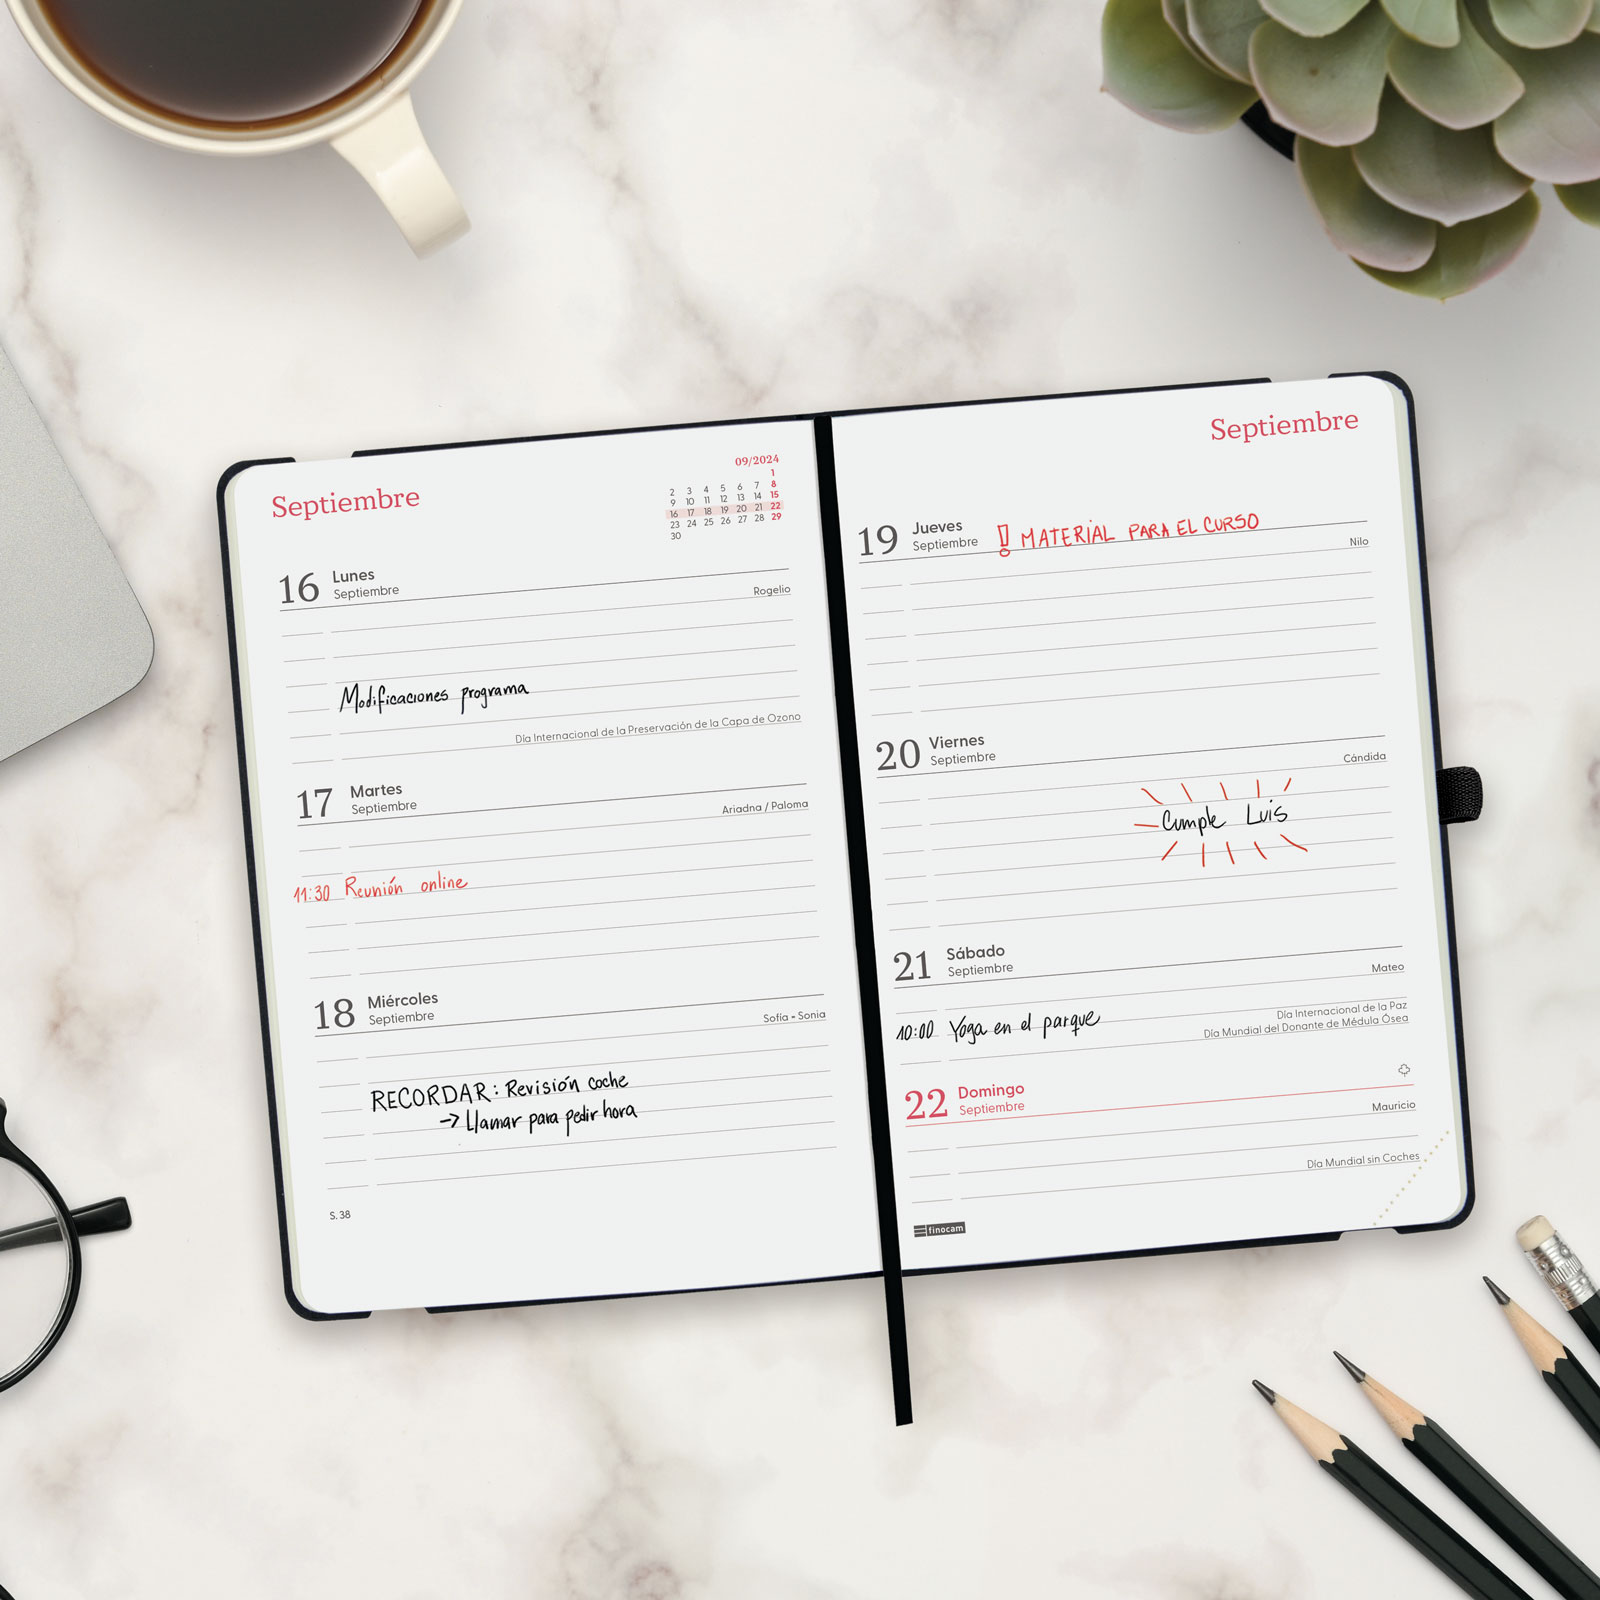 Septiembre
09/2024
1
2 3 4 5 6 7 8
9 10 11 12 13 14 15
16 17 18 19 20 21 22
23 24 25 26 27 28 29
30
16 Lunes
Septiembre
Rogelio
Modificaciones programa
Día Internacional de la Preservación de la Capa de Ozono
17 Martes
Septiembre
Ariadna / Paloma
11:30 Reunión online
18 Miércoles
Septiembre
Sofía - Sonia
RECORDAR: Revisión coche
→ Llamar para pedir hora
S. 38
Septiembre
19 Jueves
Septiembre
! MATERIAL PARA EL CURSO
Nilo
20 Viernes
Septiembre
Cándida
Cumple Luis
21 Sábado
Septiembre
Mateo
10:00 Yoga en el parque
Día Internacional de la Paz
Día Mundial del Donante de Médula Ósea
22 Domingo
Septiembre
Mauricio
Día Mundial sin Coches
finocam